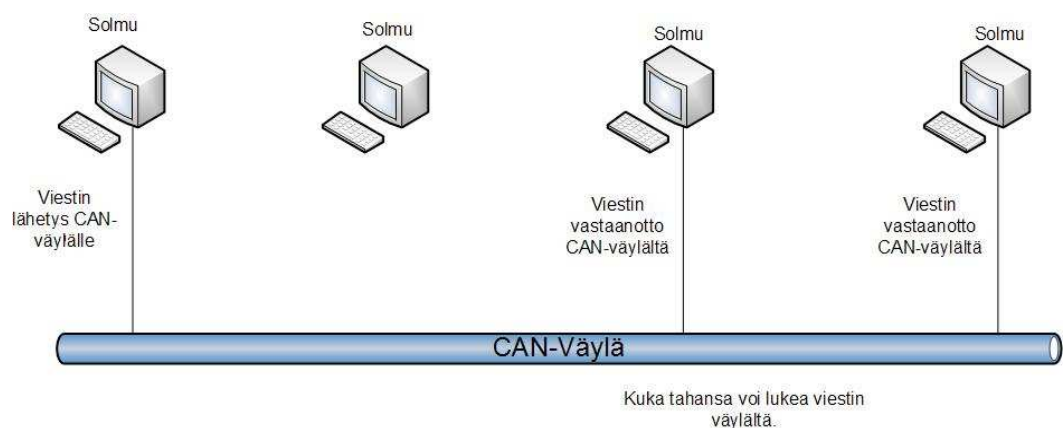 Solmu
Solmu
Solmu
Solmu
Viestin
lähetys CAN-
väylälle
Viestin
vastaanotto
CAN-väylältä
Viestin
vastaanotto
CAN-väylältä
CAN-Väylä
Kuka tahansa voi lukea viestin
väylältä.